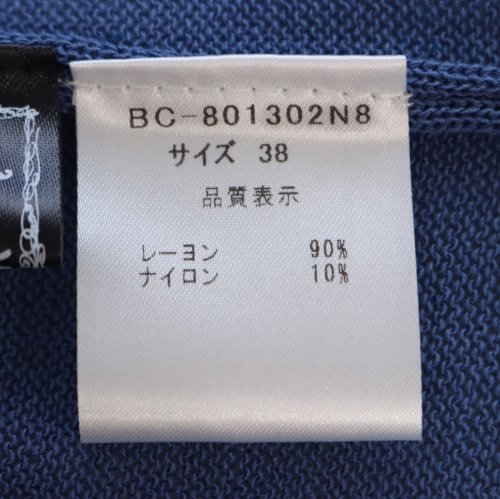 BC-801302N8
サイズ 38
品質表示
レーヨン 90%
ナイロン 10%